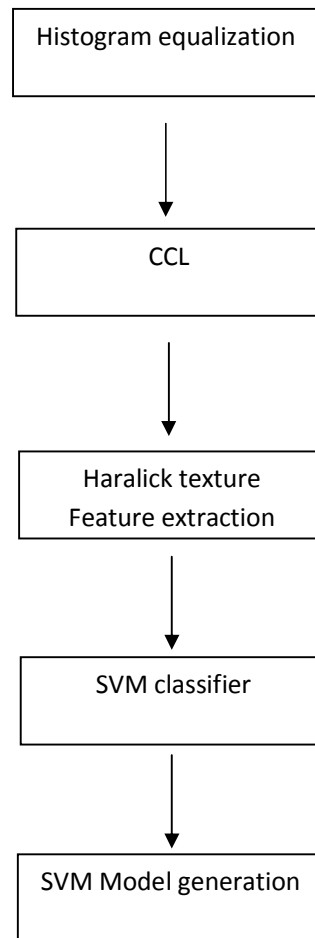 Histogram equalization
CCL
Haralick texture
Feature extraction
SVM classifier
SVM Model generation